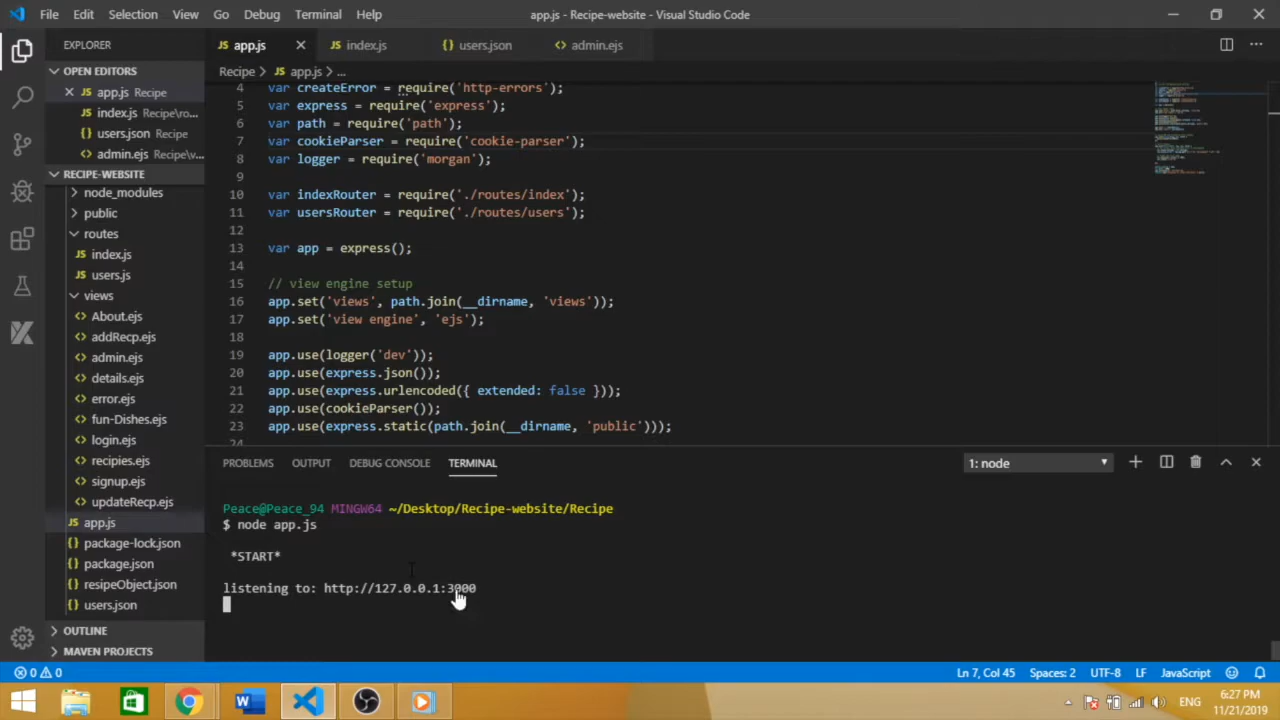 File Edit Selection View Go Debug Terminal Help app.js - Recipe-website - Visual Studio Code
EXPLORER
OPEN EDITORS
app.js Recipe
index.js Recipe\ro...
users.json Recipe
admin.ejs Recipe\v...
RECIPE-WEBSITE
node_modules
public
routes
index.js
users.js
views
About.ejs
addRecp.ejs
admin.ejs
details.ejs
error.ejs
fun-Dishes.ejs
login.ejs
recipies.ejs
signup.ejs
updateRecp.ejs
app.js
package-lock.json
package.json
resipeObject.json
users.json
OUTLINE
MAVEN PROJECTS
app.js index.js users.json admin.ejs
Recipe > JS app.js > ...
4 var createError = require('http-errors');
5 var express = require('express');
6 var path = require('path');
7 var cookieParser = require('cookie-parser');
8 var logger = require('morgan');
9
10 var indexRouter = require('./routes/index');
11 var usersRouter = require('./routes/users');
12
13 var app = express();
14
15 // view engine setup
16 app.set('views', path.join(__dirname, 'views'));
17 app.set('view engine', 'ejs');
18
19 app.use(logger('dev'));
20 app.use(express.json());
21 app.use(express.urlencoded({ extended: false }));
22 app.use(cookieParser());
23 app.use(express.static(path.join(__dirname, 'public')));
24
PROBLEMS OUTPUT DEBUG CONSOLE TERMINAL 1: node
Peace@Peace_94 MINGW64 ~/Desktop/Recipe-website/Recipe
$ node app.js
*START*
listening to: http://127.0.0.1:3000
0 0 Ln 7, Col 45 Spaces: 2 UTF-8 LF JavaScript
ENG 6:27 PM
11/21/2019